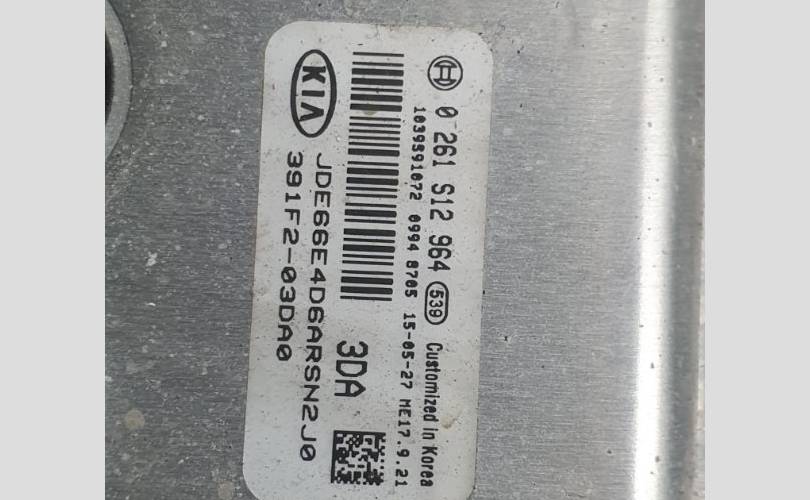 0 261 S12 964 539 Customized in Korea
1039S91072 0994 8705 15-05-27 ME17.9.21
3DA
KIA
JDE66E4D6ARSN2J0
391F2-03DA0